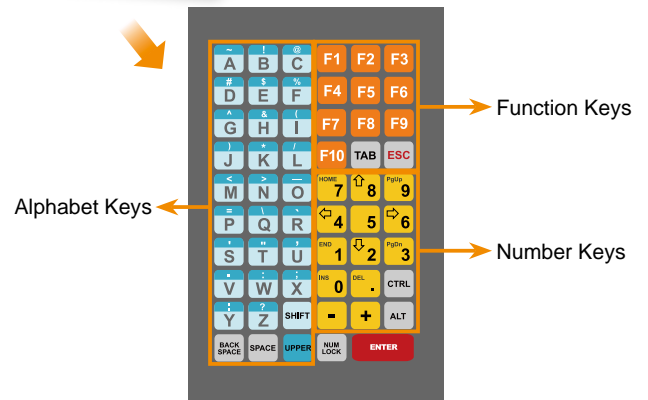 ~ ! @
A B C F1 F2 F3
# $ %
D E F F4 F5 F6
^ & (
G H I F7 F8 F9
) * /
J K L F10 TAB ESC
Function Keys
< > —
M N O HOME 7 8 PgUp 9
= \ `
P Q R 4 5 6
Alphabet Keys
' " ,
S T U END 1 2 PgDn 3
Number Keys
. : ;
V W X INS 0 DEL . CTRL
¦ ?
Y Z SHIFT - + ALT
BACK SPACE SPACE UPPER NUM LOCK ENTER